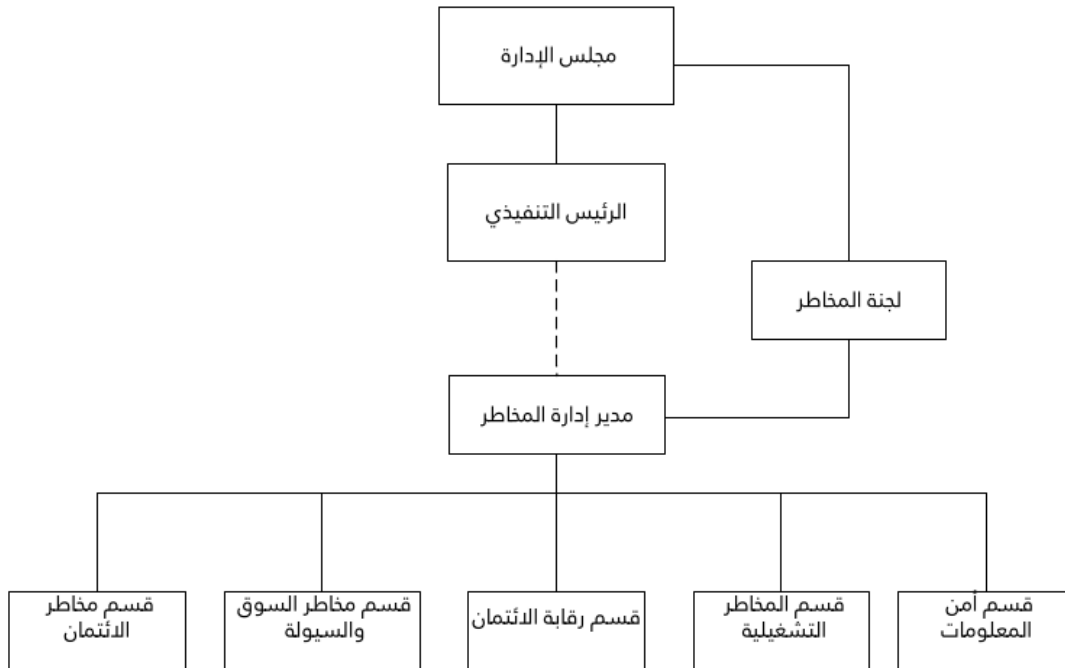 مجلس الإدارة
الرئيس التنفيذي
لجنة المخاطر
مدير إدارة المخاطر
قسم أمن
المعلومات
قسم المخاطر
التشغيلية
قسم رقابة الائتمان
قسم مخاطر السوق
والسيولة
قسم مخاطر
الائتمان